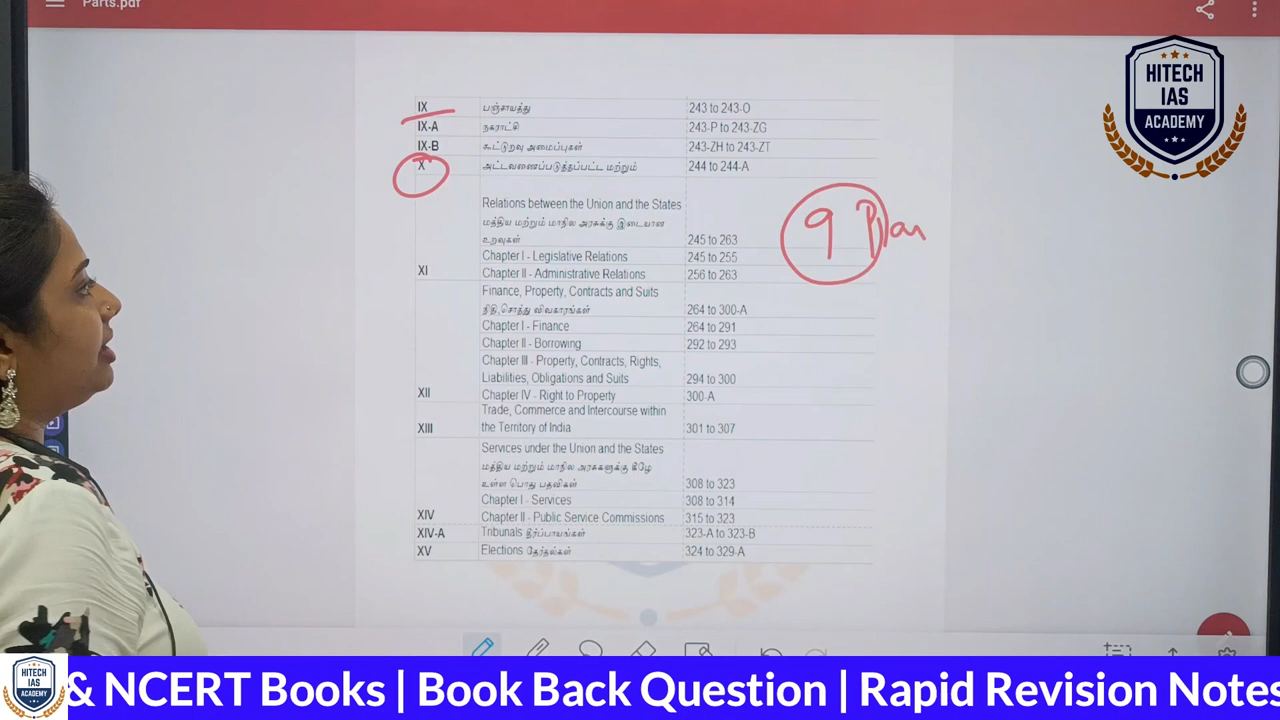 Parts.pdf
HITECH
IAS
ACADEMY
IX பஞ்சாயத்து 243 to 243-O
IX-A நகராட்சி 243-P to 243-ZG
IX-B கூட்டுறவு அமைப்புகள் 243-ZH to 243-ZT
X அட்டவணைப்படுத்தப்பட்ட மற்றும் 244 to 244-A
Relations between the Union and the States
மத்திய மற்றும் மாநில அரசுக்கு இடையான
உறவுகள் 245 to 263
Chapter I - Legislative Relations 245 to 255
XI Chapter II - Administrative Relations 256 to 263
9 Plan
Finance, Property, Contracts and Suits
நிதி,சொத்து விவகாரங்கள் 264 to 300-A
Chapter I - Finance 264 to 291
Chapter II - Borrowing 292 to 293
Chapter III - Property, Contracts, Rights,
Liabilities, Obligations and Suits 294 to 300
XII Chapter IV - Right to Property 300-A
Trade, Commerce and Intercourse within
XIII the Territory of India 301 to 307
Services under the Union and the States
மத்திய மற்றும் மாநில அரசுகளுக்கு கீழே
உள்ள பொது பதவிகள் 308 to 323
Chapter I - Services 308 to 314
XIV Chapter II - Public Service Commissions 315 to 323
XIV-A Tribunals தீர்ப்பாயங்கள் 323-A to 323-B
XV Elections தேர்தல்கள் 324 to 329-A
HITECH
IAS
ACADEMY
& NCERT Books | Book Back Question | Rapid Revision Notes